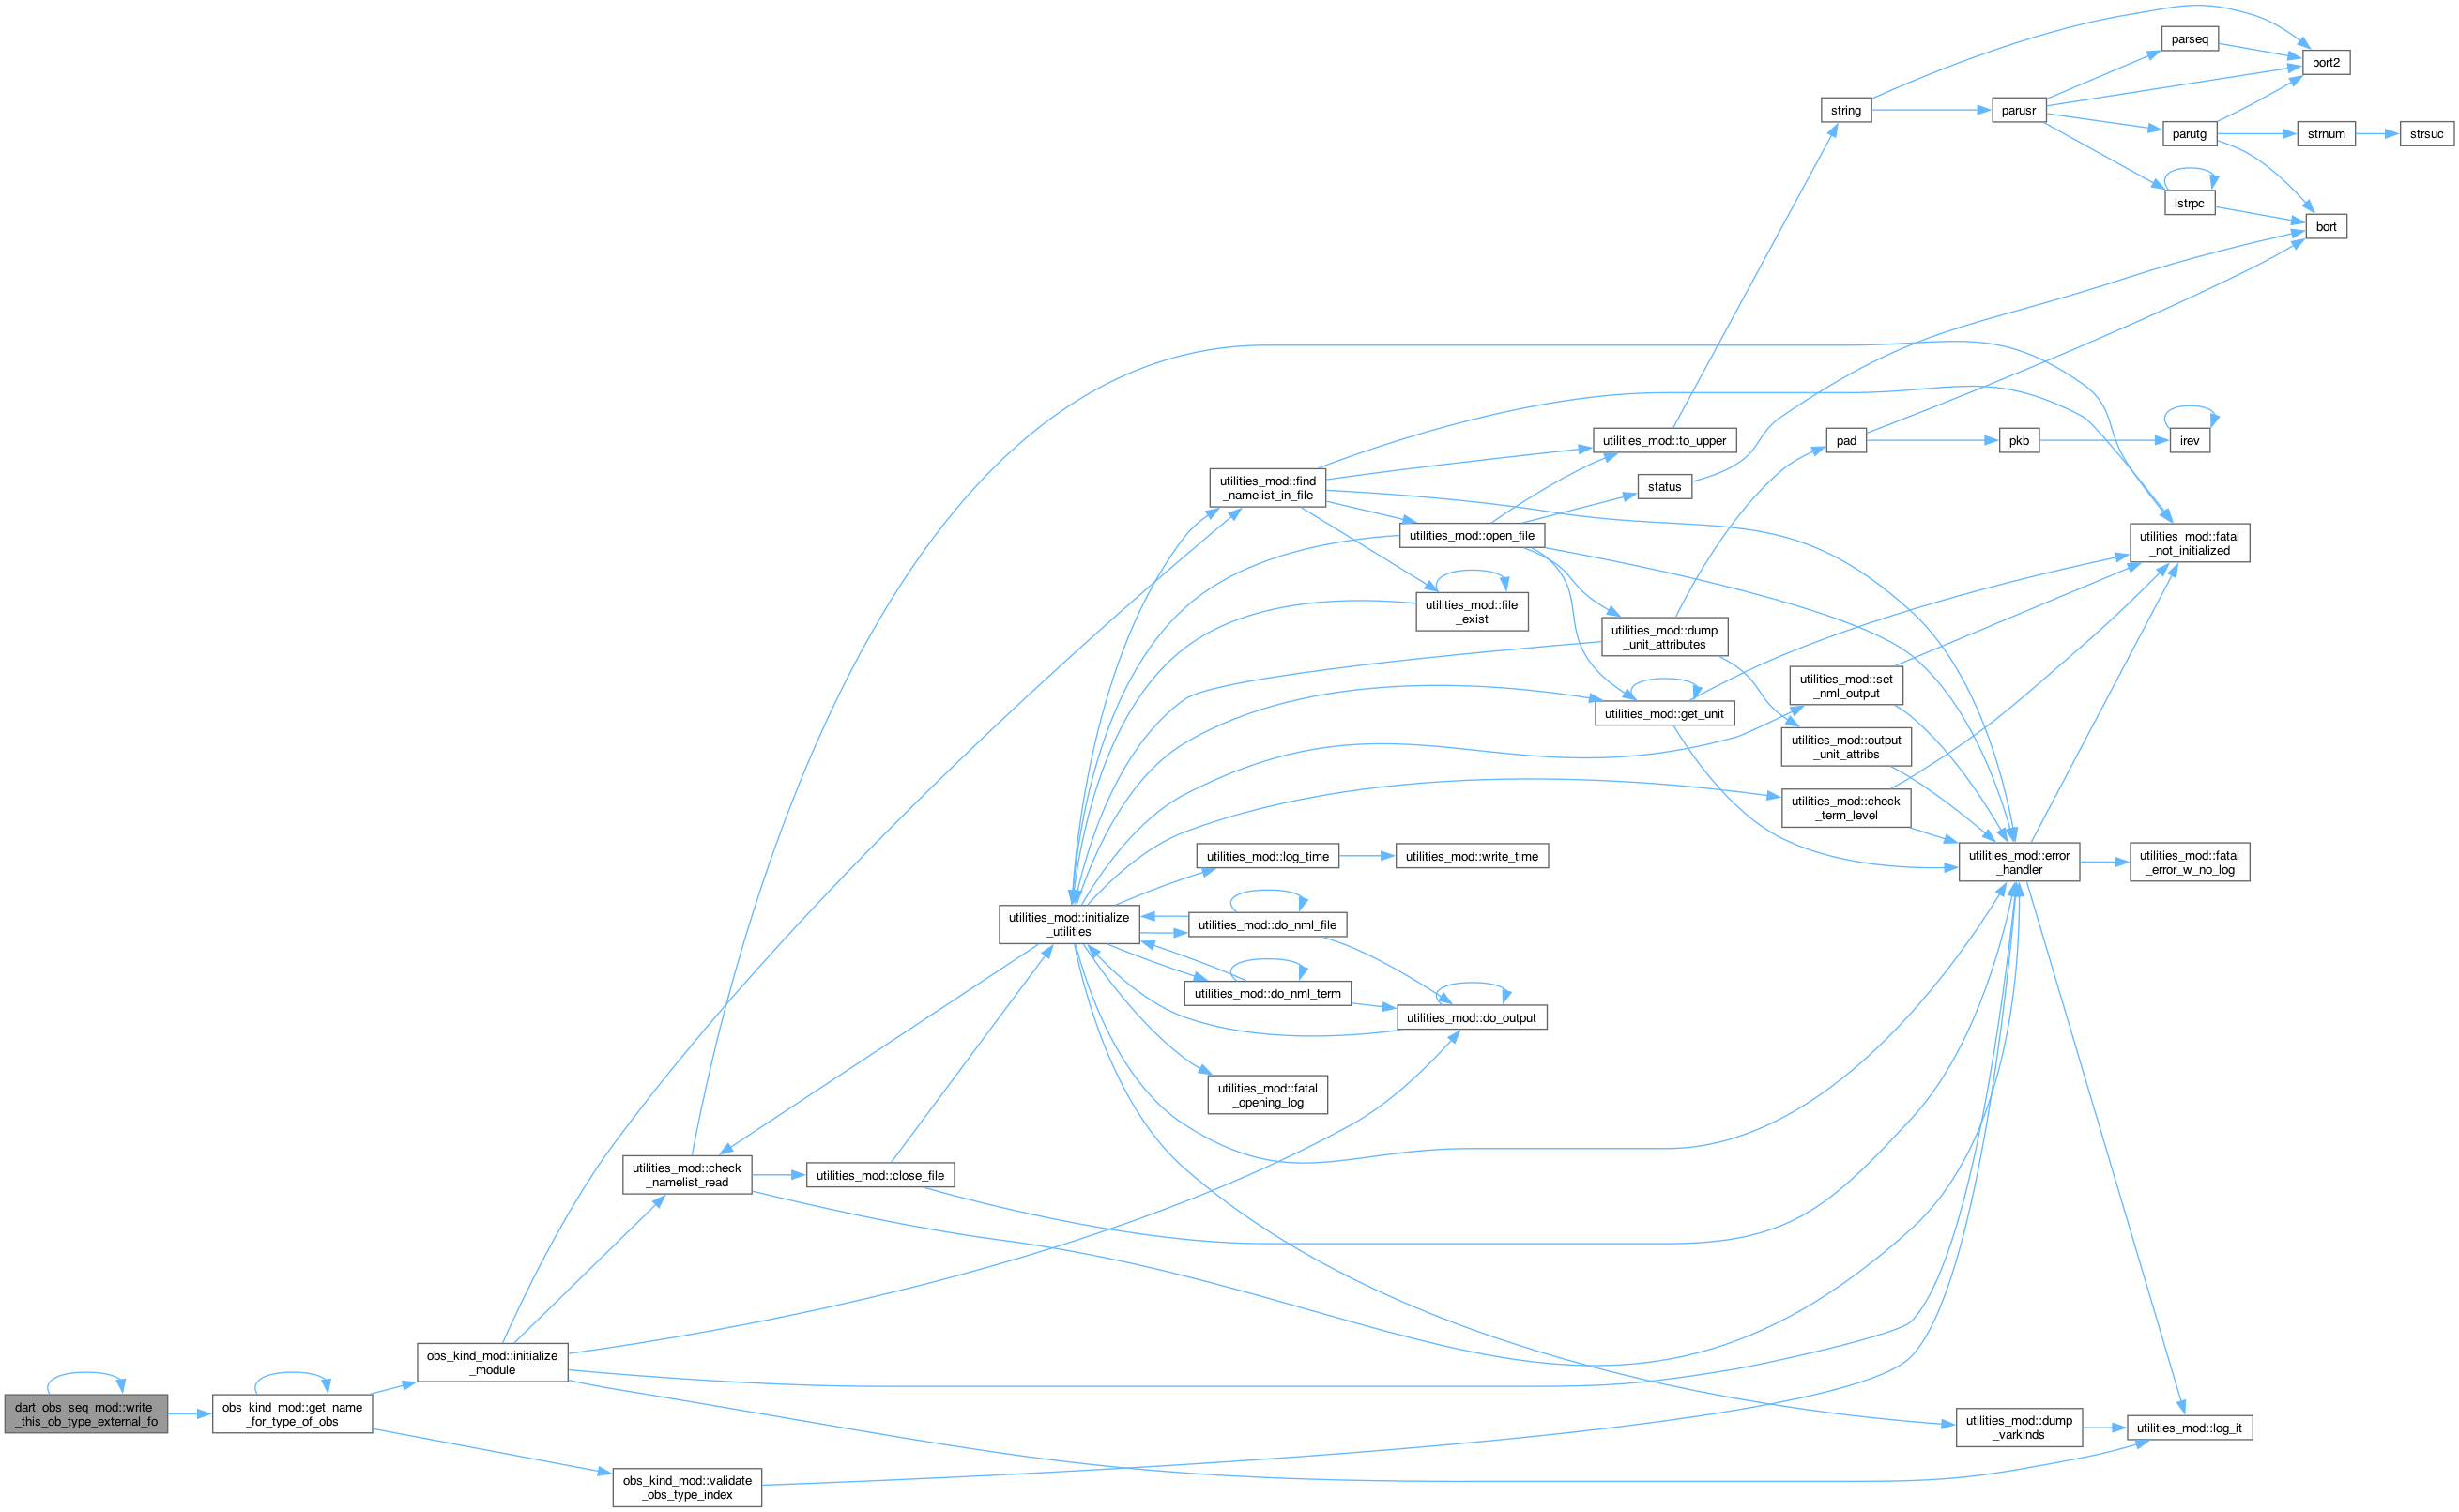 parseq
bort2
string
parusr
parutg
strnum
strsuc
lstrpc
bort
utilities_mod::to_upper
pad
pkb
irev
utilities_mod::find
_namelist_in_file
status
utilities_mod::open_file
utilities_mod::fatal
_not_initialized
utilities_mod::file
_exist
utilities_mod::dump
_unit_attributes
utilities_mod::set
_nml_output
utilities_mod::get_unit
utilities_mod::output
_unit_attribs
utilities_mod::check
_term_level
utilities_mod::log_time
utilities_mod::write_time
utilities_mod::error
_handler
utilities_mod::fatal
_error_w_no_log
utilities_mod::initialize
_utilities
utilities_mod::do_nml_file
utilities_mod::do_nml_term
utilities_mod::do_output
utilities_mod::fatal
_opening_log
utilities_mod::check
_namelist_read
utilities_mod::close_file
obs_kind_mod::initialize
_module
dart_obs_seq_mod::write
_this_ob_type_external_fo
obs_kind_mod::get_name
_for_type_of_obs
utilities_mod::dump
_varkinds
utilities_mod::log_it
obs_kind_mod::validate
_obs_type_index